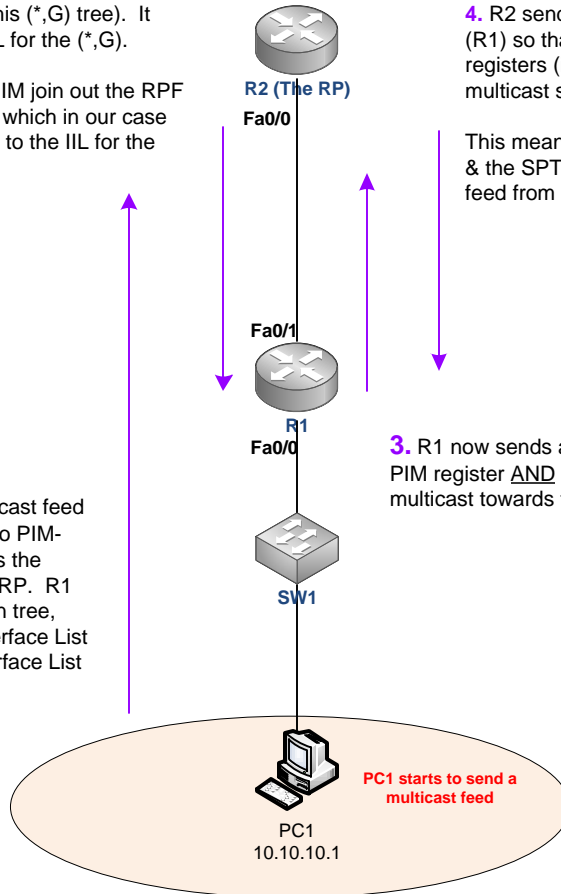 his (*,G) tree). It
L for the (*,G).
IM join out the RPF
which in our case
to the IIL for the
R2 (The RP)
Fa0/0
4. R2 send
(R1) so tha
registers (
multicast s
This mean
& the SPT
feed from
Fa0/1
R1
Fa0/0
3. R1 now sends a
PIM register AND
multicast towards
cast feed
o PIM-
s the
RP. R1
n tree,
erface List
rface List
SW1
PC1 starts to send a
multicast feed
PC1
10.10.10.1